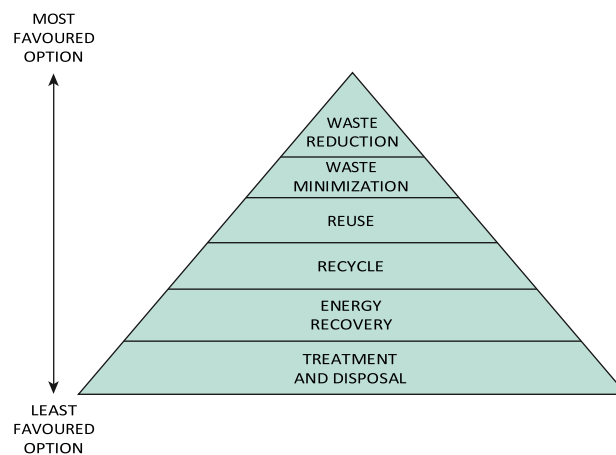 MOST
FAVOURED
OPTION
WASTE
REDUCTION
WASTE
MINIMIZATION
REUSE
RECYCLE
ENERGY
RECOVERY
TREATMENT
AND DISPOSAL
LEAST
FAVOURED
OPTION